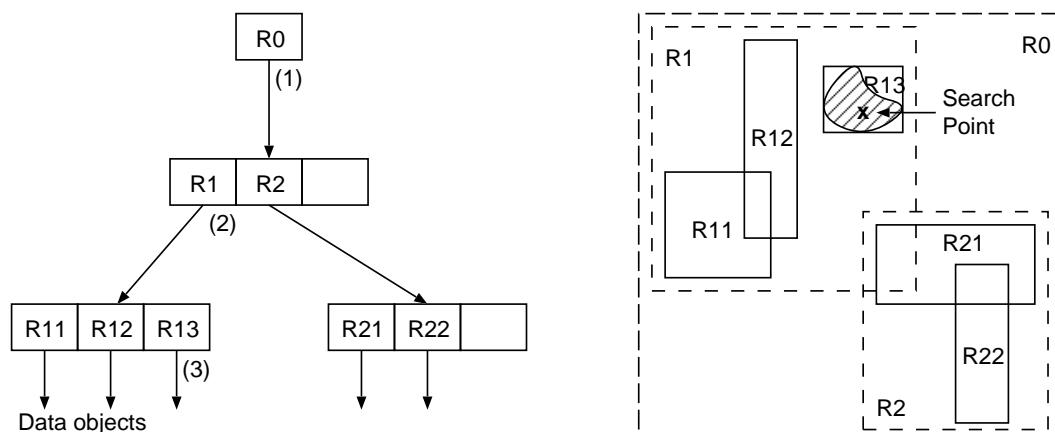 R0
(1)
R1 R2
(2)
R11 R12 R13
R21 R22
(3)
Data objects
R0
R1
R13
x
Search
Point
R12
R11
R21
R22
R2